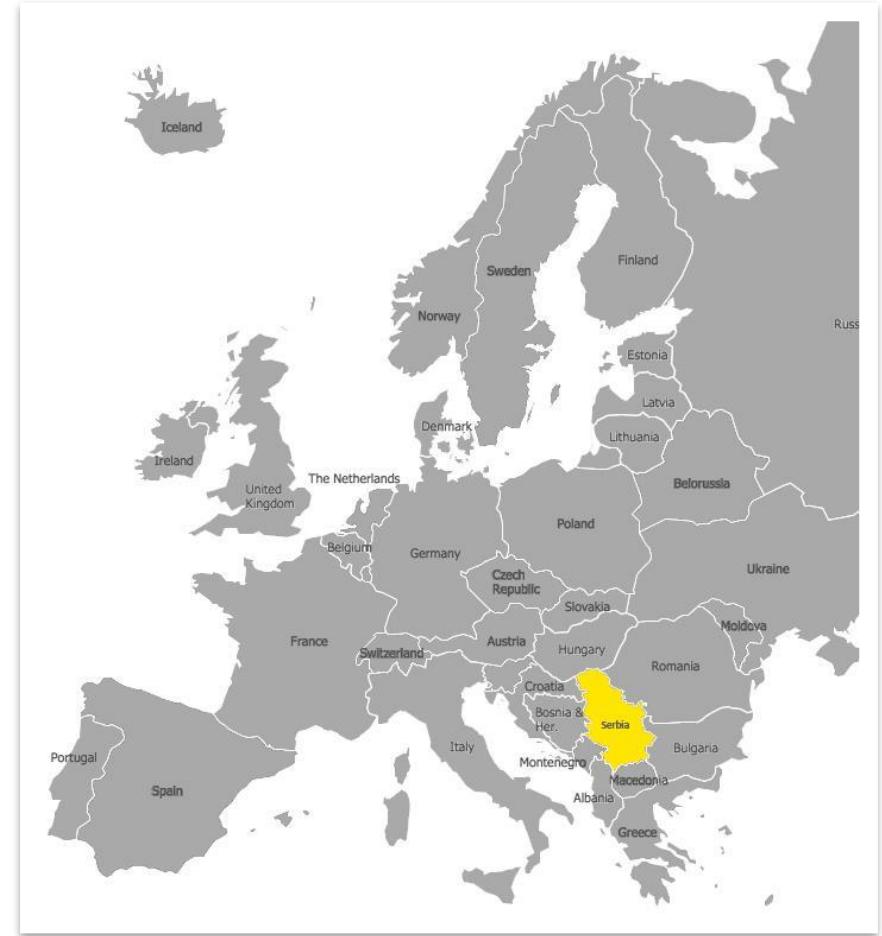 Iceland
Sweden
Finland
Norway
Russ
Estonia
Latvia
Denmark
Lithuania
Ireland
The Netherlands
United
Kingdom
Belorussia
Poland
Belgium
Germany
Ukraine
Czech
Republic
Slovakia
Moldova
France
Switzerland
Austria
Hungary
Romania
Croatia
Bosnia &
Her.
Serbia
Italy
Bulgaria
Portugal
Montenegro
Macedonia
Spain
Albania
Greece